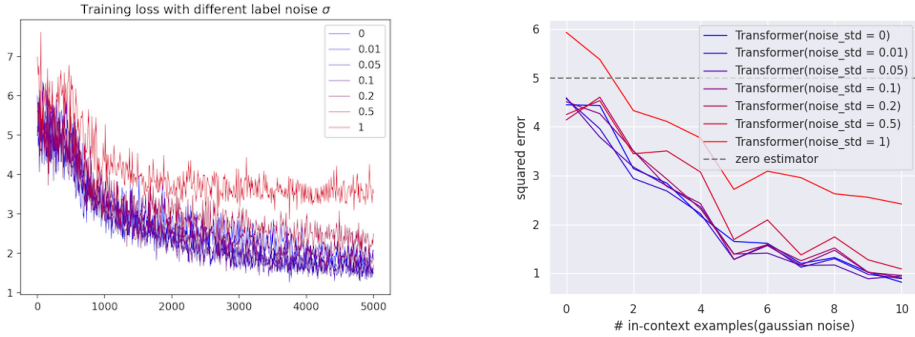 Training loss with different label noise σ
7
6
5
4
3
2
1
0
1000
2000
3000
4000
5000
0
0.01
0.05
0.1
0.2
0.5
1
squared error
6
5
4
3
2
1
0
2
4
6
8
10
# in-context examples(gaussian noise)
Transformer(noise_std = 0)
Transformer(noise_std = 0.01)
Transformer(noise_std = 0.05)
Transformer(noise_std = 0.1)
Transformer(noise_std = 0.2)
Transformer(noise_std = 0.5)
Transformer(noise_std = 1)
zero estimator